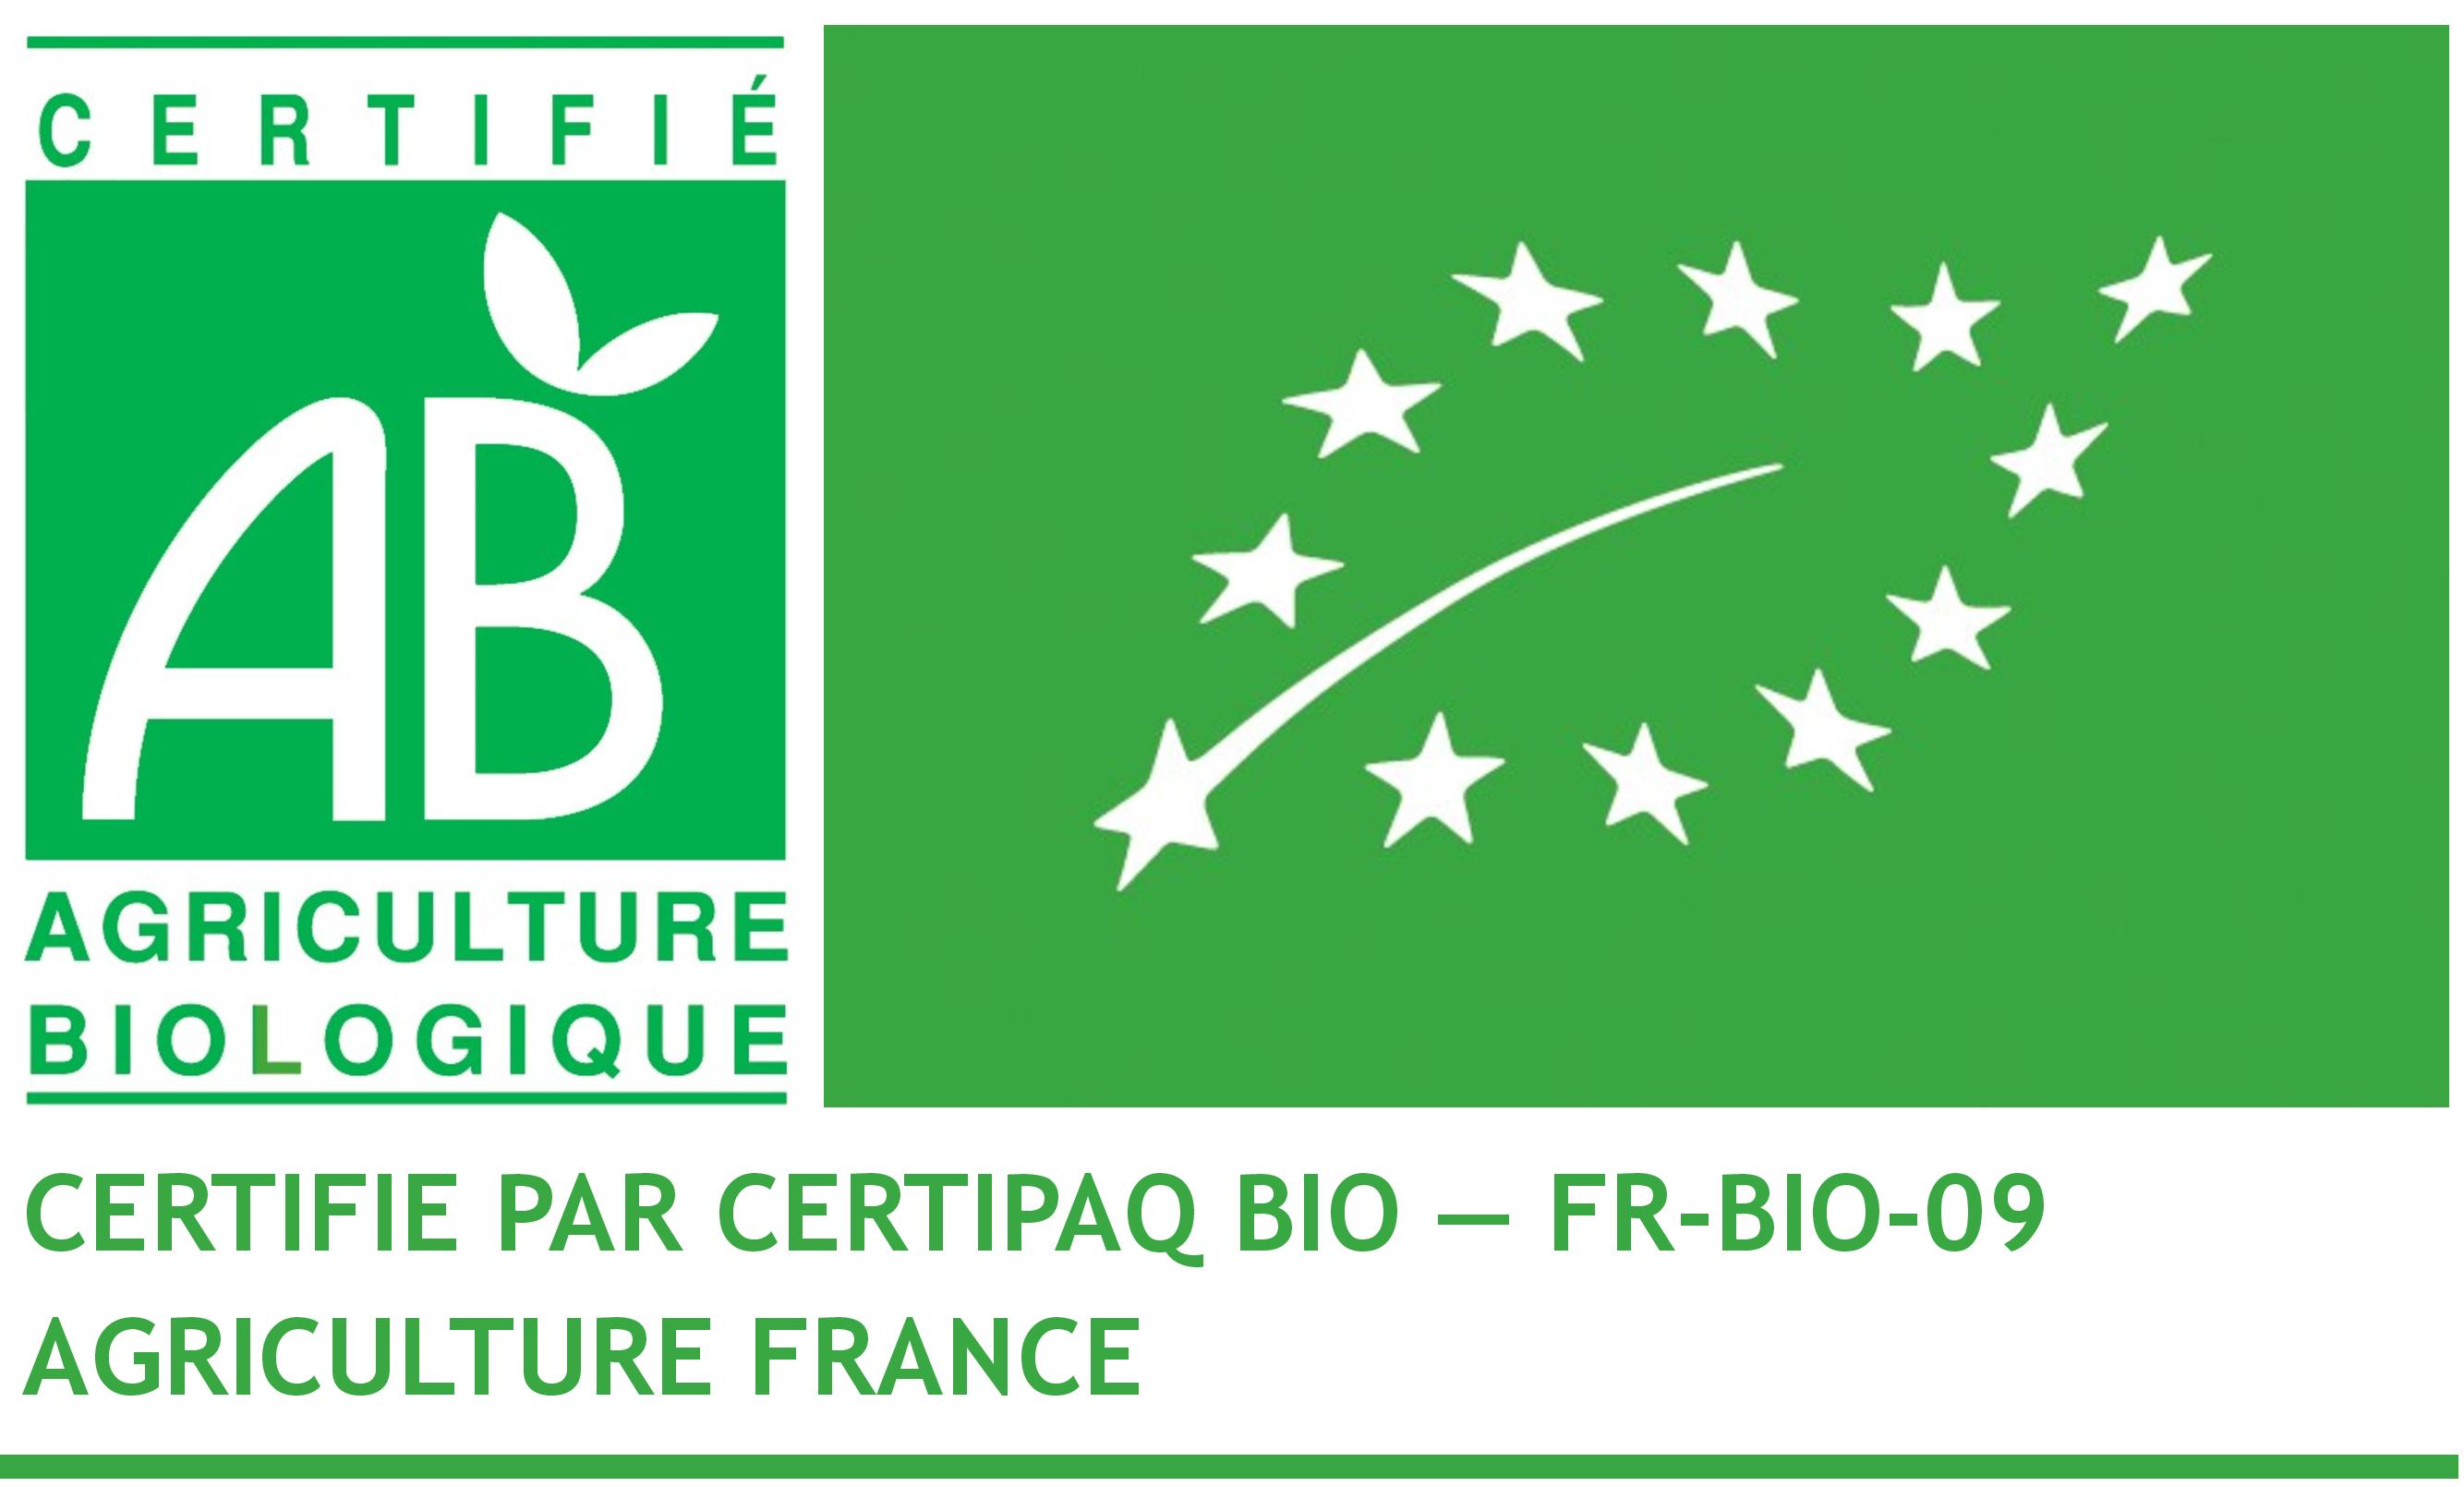 CERTIFIÉ
AB
AGRICULTURE
BIOLOGIQUE
CERTIFIE PAR CERTIPAQ BIO — FR-BIO-09
AGRICULTURE FRANCE